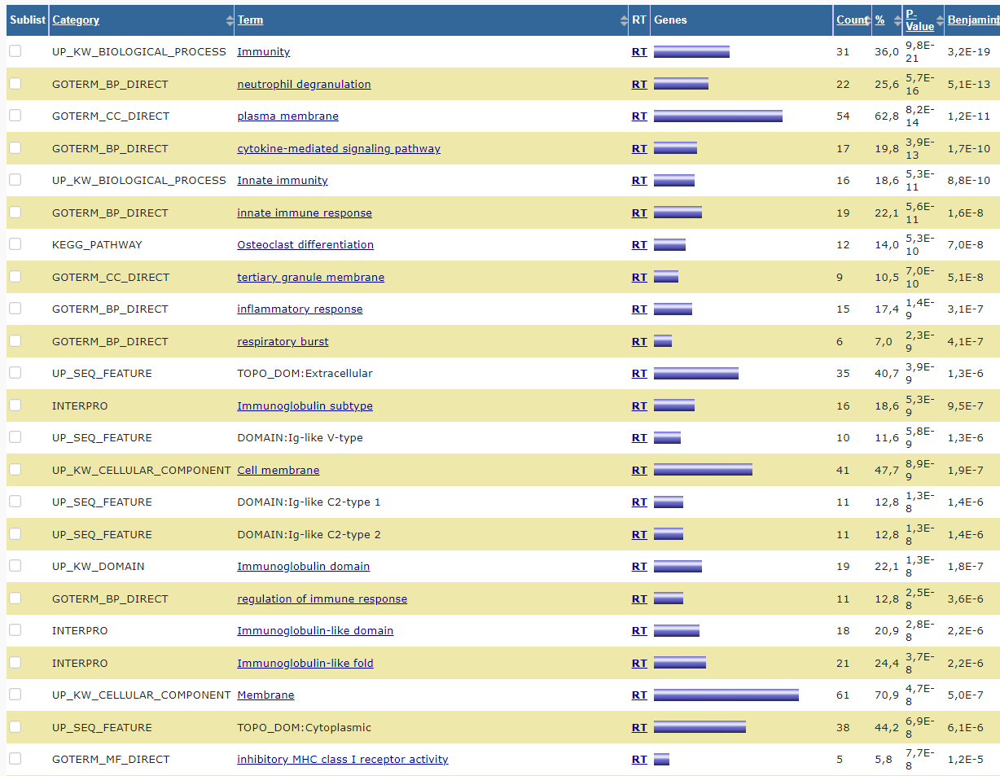 Sublist Category Term RT Genes Count % P-Value Benjamini
UP_KW_BIOLOGICAL_PROCESS Immunity RT 31 36,0 9,8E-21 3,2E-19
GOTERM_BP_DIRECT neutrophil degranulation RT 22 25,6 5,7E-16 5,1E-13
GOTERM_CC_DIRECT plasma membrane RT 54 62,8 8,2E-14 1,2E-11
GOTERM_BP_DIRECT cytokine-mediated signaling pathway RT 17 19,8 3,9E-13 1,7E-10
UP_KW_BIOLOGICAL_PROCESS Innate immunity RT 16 18,6 5,3E-11 8,8E-10
GOTERM_BP_DIRECT innate immune response RT 19 22,1 5,6E-11 1,6E-8
KEGG_PATHWAY Osteoclast differentiation RT 12 14,0 5,3E-10 7,0E-8
GOTERM_CC_DIRECT tertiary granule membrane RT 9 10,5 7,0E-10 5,1E-8
GOTERM_BP_DIRECT inflammatory response RT 15 17,4 1,4E-9 3,1E-7
GOTERM_BP_DIRECT respiratory burst RT 6 7,0 2,3E-9 4,1E-7
UP_SEQ_FEATURE TOPO_DOM:Extracellular RT 35 40,7 3,9E-9 1,3E-6
INTERPRO Immunoglobulin subtype RT 16 18,6 5,3E-9 9,5E-7
UP_SEQ_FEATURE DOMAIN:Ig-like V-type RT 10 11,6 5,8E-9 1,3E-6
UP_KW_CELLULAR_COMPONENT Cell membrane RT 41 47,7 8,9E-9 1,9E-7
UP_SEQ_FEATURE DOMAIN:Ig-like C2-type 1 RT 11 12,8 1,3E-8 1,4E-6
UP_SEQ_FEATURE DOMAIN:Ig-like C2-type 2 RT 11 12,8 1,3E-8 1,4E-6
UP_KW_DOMAIN Immunoglobulin domain RT 19 22,1 1,3E-8 1,8E-7
GOTERM_BP_DIRECT regulation of immune response RT 11 12,8 2,5E-8 3,6E-6
INTERPRO Immunoglobulin-like domain RT 18 20,9 2,8E-8 2,2E-6
INTERPRO Immunoglobulin-like fold RT 21 24,4 3,7E-8 2,2E-6
UP_KW_CELLULAR_COMPONENT Membrane RT 61 70,9 4,7E-8 5,0E-7
UP_SEQ_FEATURE TOPO_DOM:Cytoplasmic RT 38 44,2 6,9E-8 6,1E-6
GOTERM_MF_DIRECT inhibitory MHC class I receptor activity RT 5 5,8 7,7E-8 1,2E-5